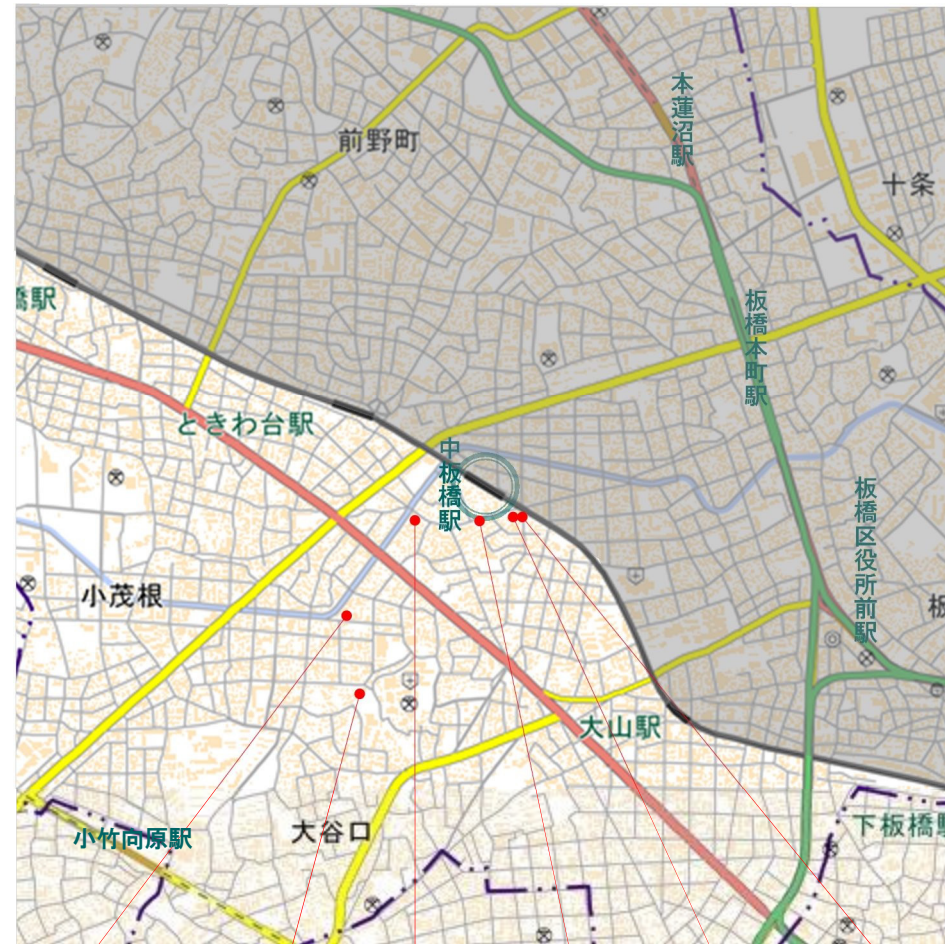 本蓮沼駅
前野町
十条
橋駅
板橋本町駅
ときわ台駅
中板橋駅
板橋区役所前駅
小茂根
板
大山駅
大谷口
小竹向原駅
下板橋駅